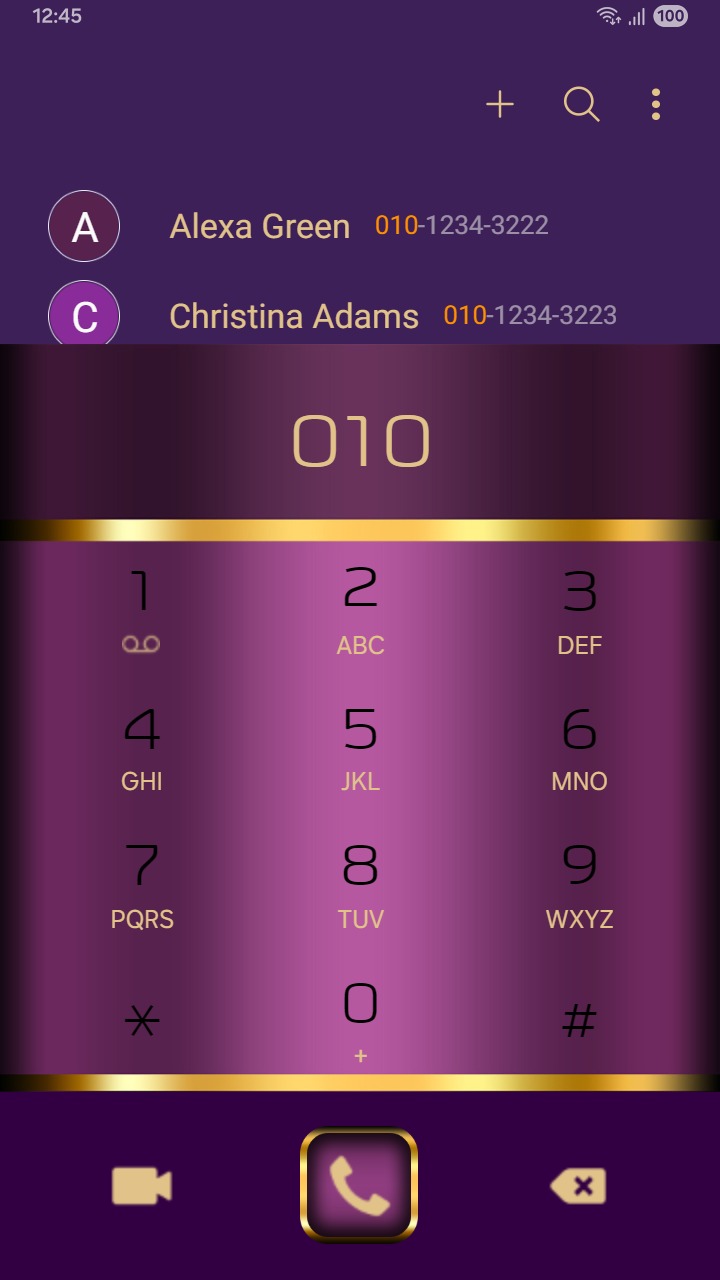 12:45 100
A Alexa Green 010-1234-3222
C Christina Adams 010-1234-3223
010
1 2 3
ABC DEF
4 5 6
GHI JKL MNO
7 8 9
PQRS TUV WXYZ
* 0 #
+